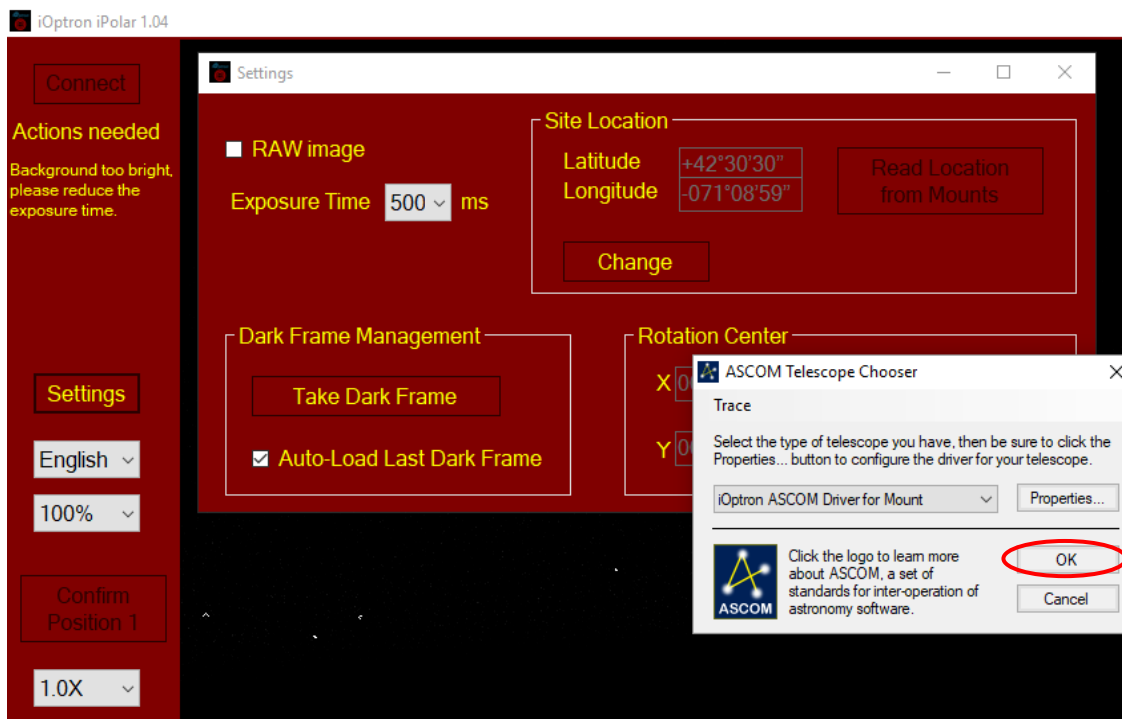 iOptron iPolar 1.04
Connect
Actions needed
Background too bright,
please reduce the
exposure time.
Settings
English
100%
Confirm
Position 1
1.0X
Settings
RAW image
Exposure Time 500 ms
Site Location
Latitude +42°30'30"
Longitude -071°08'59"
Read Location
from Mounts
Change
Dark Frame Management
Take Dark Frame
Auto-Load Last Dark Frame
Rotation Center
X
Y
ASCOM Telescope Chooser
Trace
Select the type of telescope you have, then be sure to click the
Properties... button to configure the driver for your telescope.
iOptron ASCOM Driver for Mount
Properties...
Click the logo to learn more
about ASCOM, a set of
standards for inter-operation of
astronomy software.
ASCOM
OK
Cancel